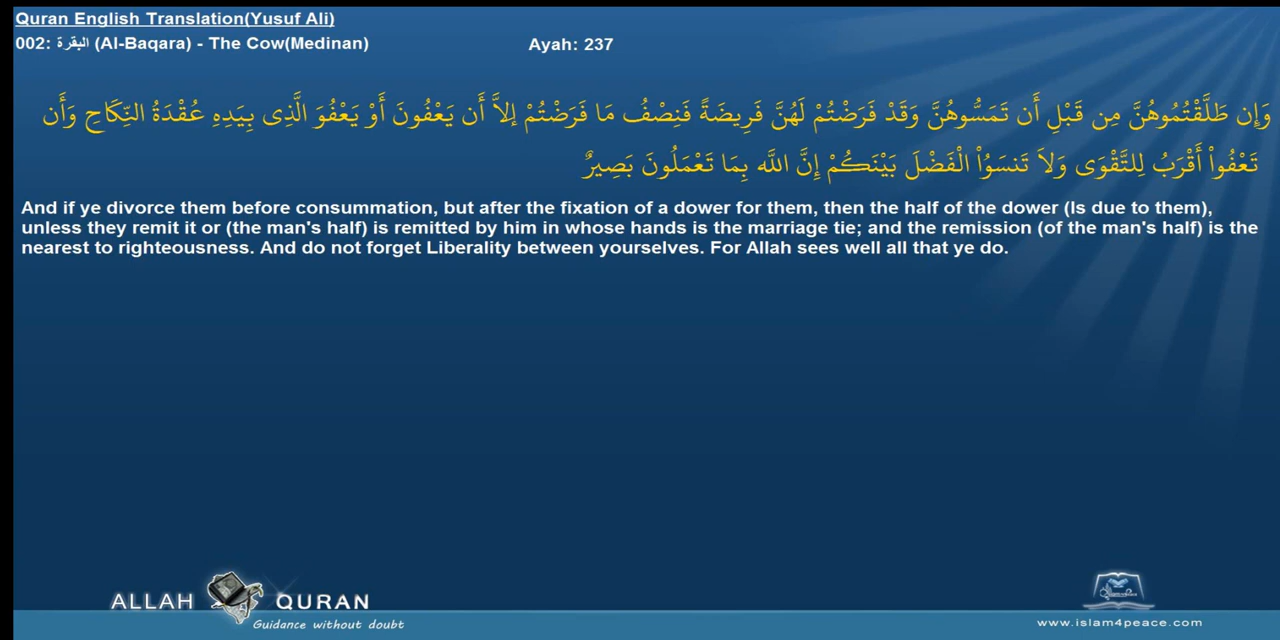 Quran English Translation(Yusuf Ali)
002: البقرة (Al-Baqara) - The Cow(Medinan)
Ayah: 237
وَإِن طَلَّقْتُمُوهُنَّ مِن قَبْلِ أَن تَمَسُّوهُنَّ وَقَدْ فَرَضْتُمْ لَهُنَّ فَرِيضَةً فَنِصْفُ مَا فَرَضْتُمْ إَلاَّ أَن يَعْفُونَ أَوْ يَعْفُوَ الَّذِى بِيَدِهِ عُقْدَةُ النِّكَاحِ وَأَن
تَعْفُواْ أَقْرَبُ لِلتَّقْوَى وَلاَ تَنسَوُاْ الْفَضْلَ بَيْنَكُمْ إِنَّ اللَّه بِمَا تَعْمَلُونَ بَصِيرٌ
And if ye divorce them before consummation, but after the fixation of a dower for them, then the half of the dower (Is due to them),
unless they remit it or (the man's half) is remitted by him in whose hands is the marriage tie; and the remission (of the man's half) is the
nearest to righteousness. And do not forget Liberality between yourselves. For Allah sees well all that ye do.
ALLAH QURAN
Guidance without doubt
www.islam4peace.com